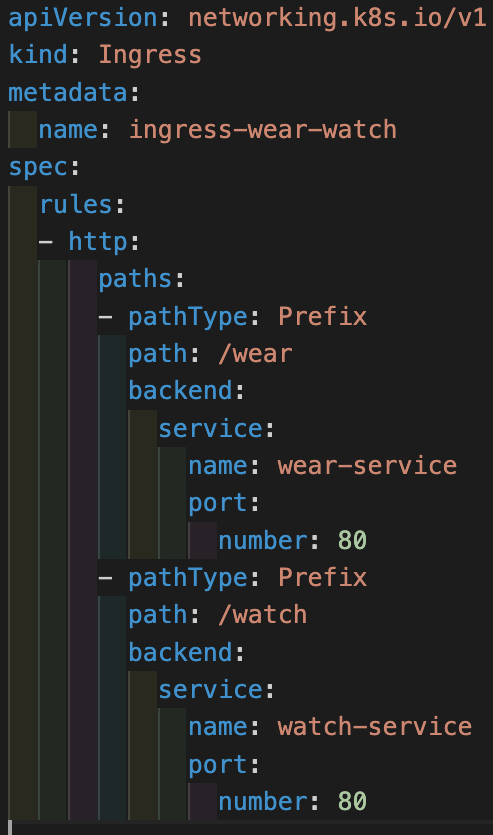 apiVersion: networking.k8s.io/v1
kind: Ingress
metadata:
  name: ingress-wear-watch
spec:
  rules:
  - http:
      paths:
      - pathType: Prefix
        path: /wear
        backend:
          service:
            name: wear-service
            port:
              number: 80
      - pathType: Prefix
        path: /watch
        backend:
          service:
            name: watch-service
            port:
              number: 80